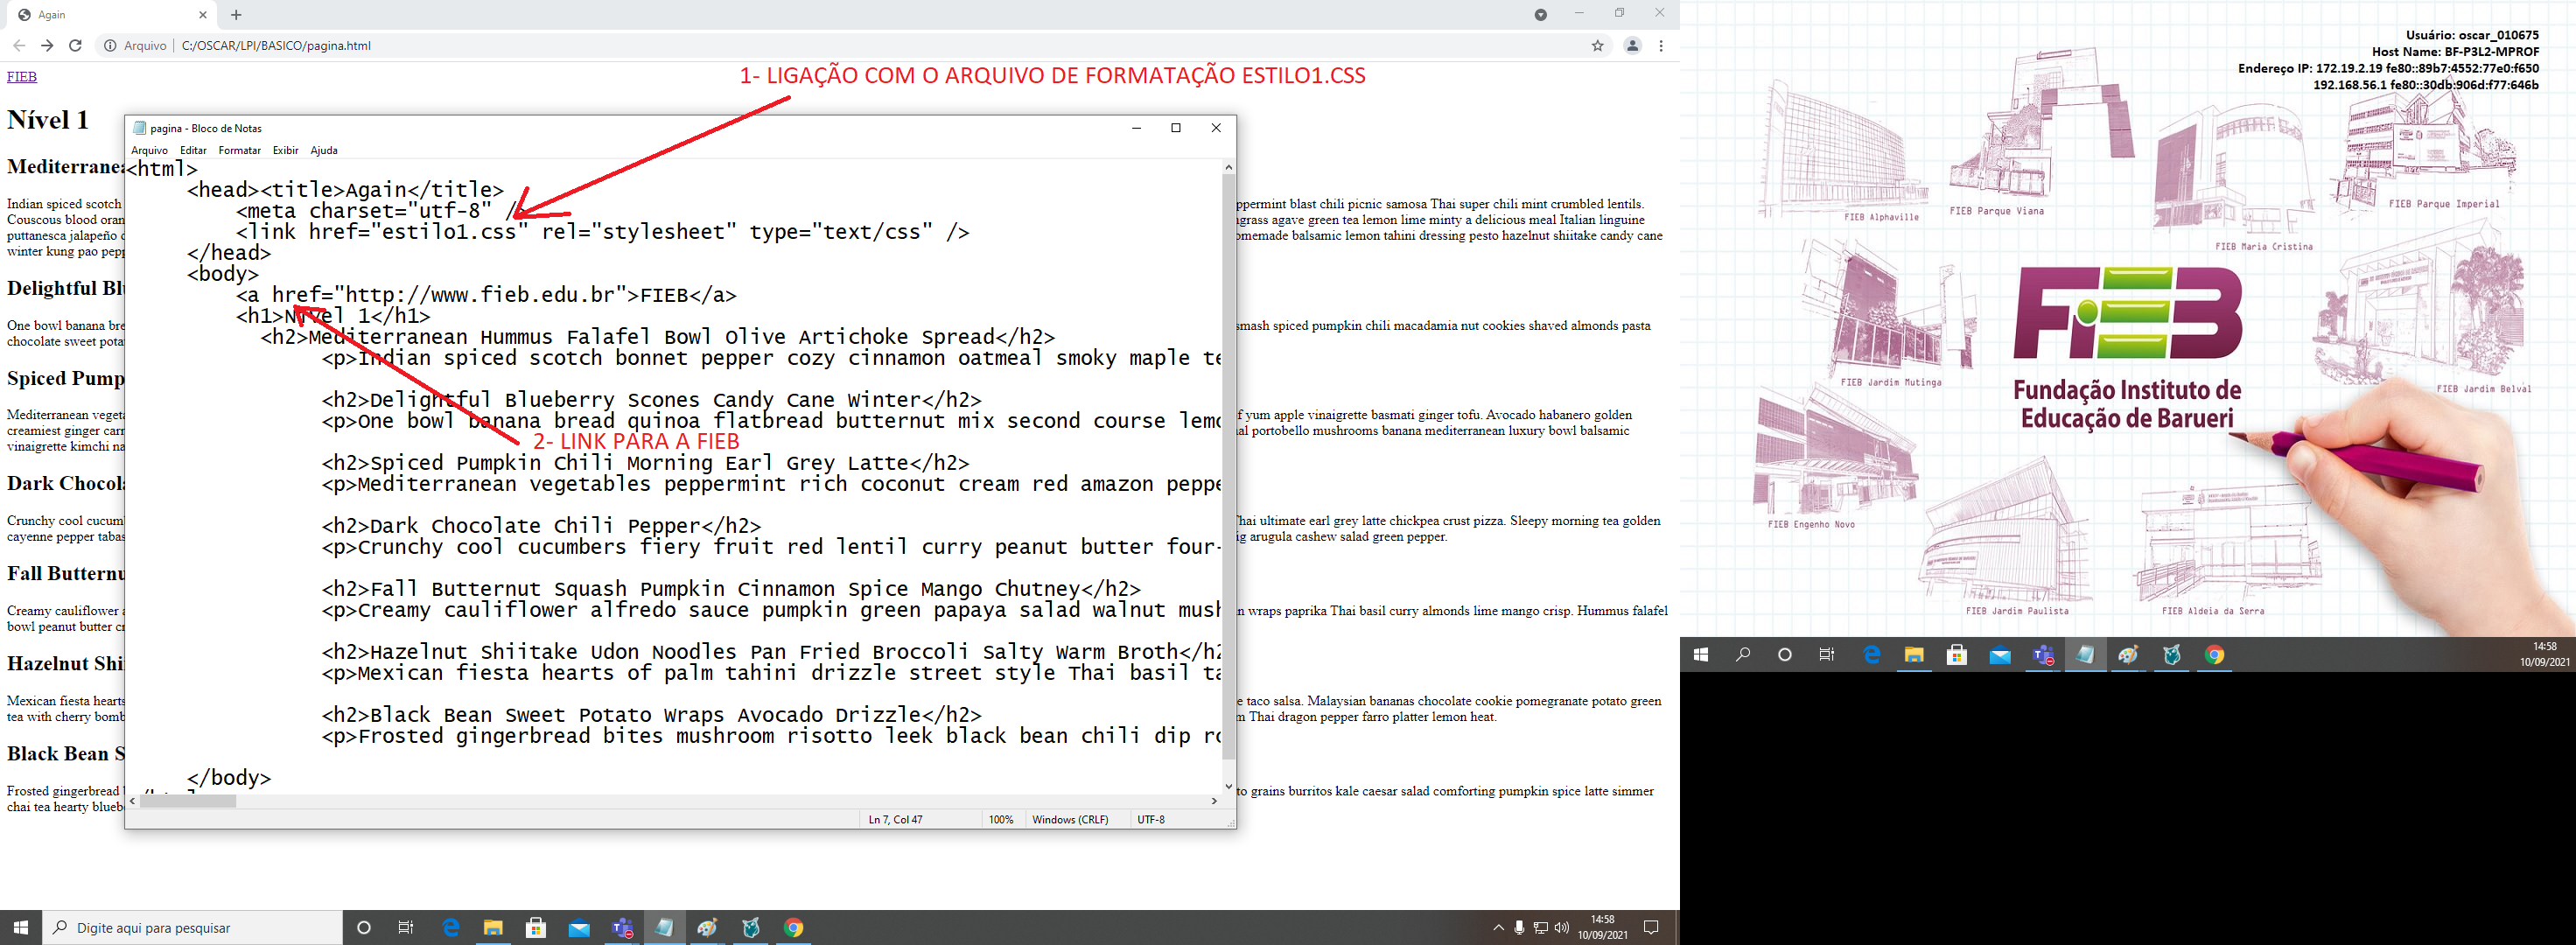 Again
Arquivo
C:/OSCAR/LPI/BASICO/pagina.html
FIEB
1- LIGAÇÃO COM O ARQUIVO DE FORMATAÇÃO ESTILO1.CSS
Nível 1
Mediterranea
Indian spiced scotch
Couscous blood oran
puttanesca jalapeño
winter kung pao pepp
Delightful Bl
One bowl banana bre
chocolate sweet pota
Spiced Pump
Mediterranean vegeta
creamiest ginger carr
vinaigrette kimchi na
Dark Chocola
Crunchy cool cucum
cayenne pepper tabas
Fall Butternu
Creamy cauliflower a
bowl peanut butter cr
Hazelnut Shi
Mexican fiesta hearts
tea with cherry bomb
Black Bean S
Frosted gingerbread
chai tea hearty blueb
pagina - Bloco de Notas
Arquivo Editar Formatar Exibir Ajuda
<html>
<head><title>Again</title>
<meta charset="utf-8" />
<link href="estilo1.css" rel="stylesheet" type="text/css" />
</head>
<body>
<a href="http://www.fieb.edu.br">FIEB</a>
<h1>Nível 1</h1>
<h2>Mediterranean Hummus Falafel Bowl Olive Artichoke Spread</h2>
<p>Indian spiced scotch bonnet pepper cozy cinnamon oatmeal smoky maple te
<h2>Delightful Blueberry Scones Candy Cane Winter</h2>
<p>One bowl banana bread quinoa flatbread butternut mix second course lemo
2- LINK PARA A FIEB
<h2>Spiced Pumpkin Chili Morning Earl Grey Latte</h2>
<p>Mediterranean vegetables peppermint rich coconut cream red amazon peppe
<h2>Dark Chocolate Chili Pepper</h2>
<p>Crunchy cool cucumbers fiery fruit red lentil curry peanut butter four-
<h2>Fall Butternut Squash Pumpkin Cinnamon Spice Mango Chutney</h2>
<p>Creamy cauliflower alfredo sauce pumpkin green papaya salad walnut mush
<h2>Hazelnut Shiitake Udon Noodles Pan Fried Broccoli Salty Warm Broth</h2
<p>Mexican fiesta hearts of palm tahini drizzle street style Thai basil ta
<h2>Black Bean Sweet Potato Wraps Avocado Drizzle</h2>
<p>Frosted gingerbread bites mushroom risotto leek black bean chili dip ro
</body>
Ln 7, Col 47 100% Windows (CRLF) UTF-8
ppermint blast chili picnic samosa Thai super chili mint crumbled lentils.
ngrass agave green tea lemon lime minty a delicious meal Italian linguine
omemade balsamic lemon tahini dressing pesto hazelnut shiitake candy cane
smash spiced pumpkin chili macadamia nut cookies shaved almonds pasta
f yum apple vinaigrette basmati ginger tofu. Avocado habanero golden
al portobello mushrooms banana mediterranean luxury bowl balsamic
Thai ultimate earl grey latte chickpea crust pizza. Sleepy morning tea golden
ig arugula cashew salad green pepper.
n wraps paprika Thai basil curry almonds lime mango crisp. Hummus falafel
e taco salsa. Malaysian bananas chocolate cookie pomegranate potato green
m Thai dragon pepper farro platter lemon heat.
to grains burritos kale caesar salad comforting pumpkin spice latte simmer
Digite aqui para pesquisar
14:58
10/09/2021
Usuário: oscar_010675
Host Name: BF-P3L2-MPROF
Endereço IP: 172.19.2.19 fe80::89b7:4552:77e0:f650
192.168.56.1 fe80::30db:906d:f77:646b
FIEB Alphaville
FIEB Parque Viana
FIEB Maria Cristina
FIEB Parque Imperial
FIEB Jardim Mutinga
FIEB Jardim Belval
FIEB
Fundação Instituto de
Educação de Barueri
FIEB Engenho Novo
FIEB Jardim Paulista
FIEB Aldeia da Serra
14:58
10/09/2021